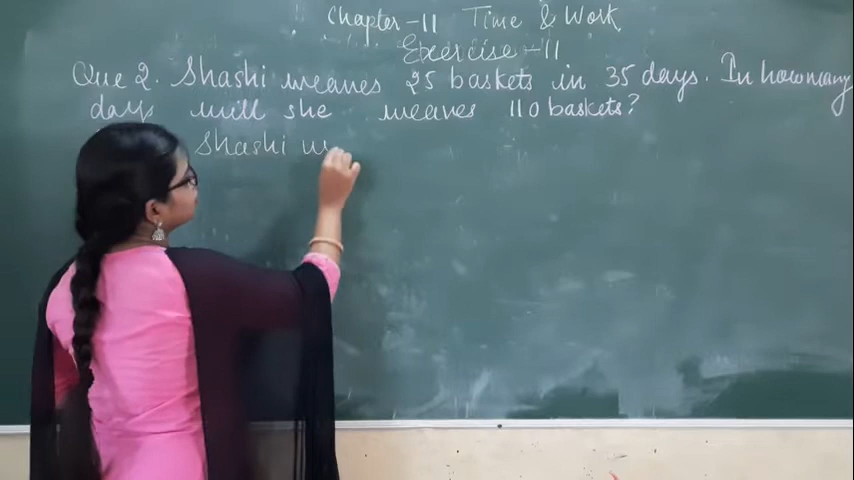 Chapter-11 Time & Work
Exercise-11
Que 2. Shashi weaves 25 baskets in 35 days. In how many
day will she weaves 110 baskets?
Shashi w